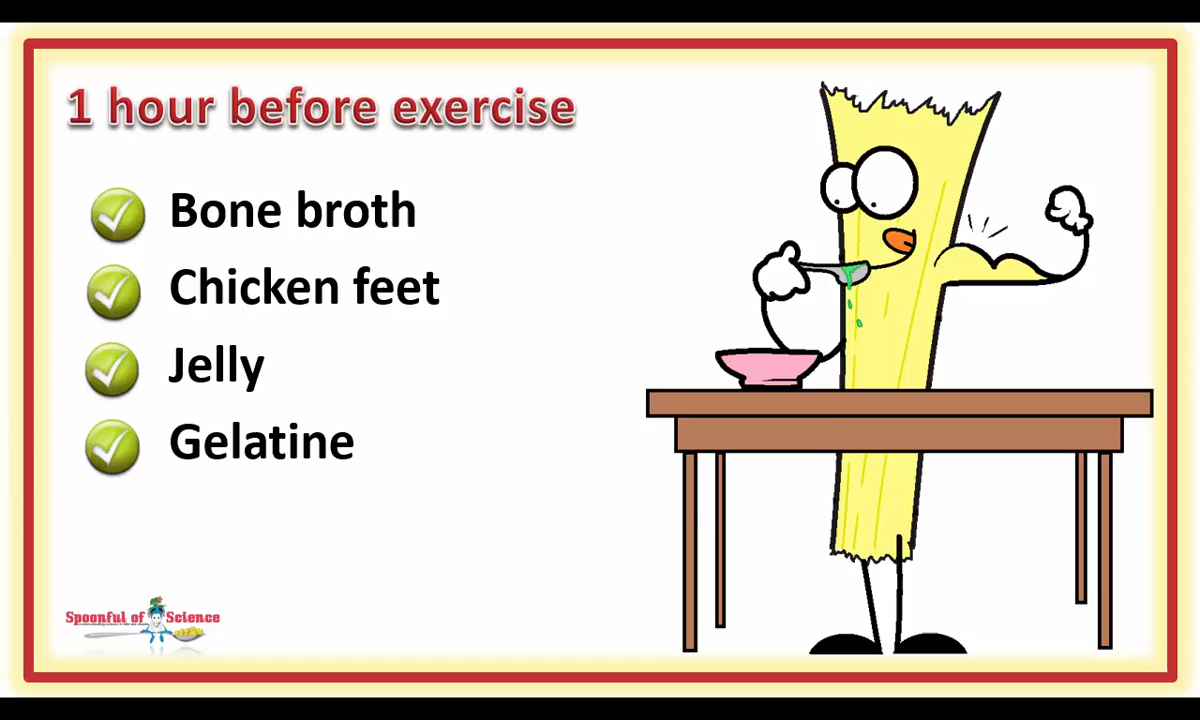 1 hour before exercise
Bone broth
Chicken feet
Jelly
Gelatine
Spoonful of Science